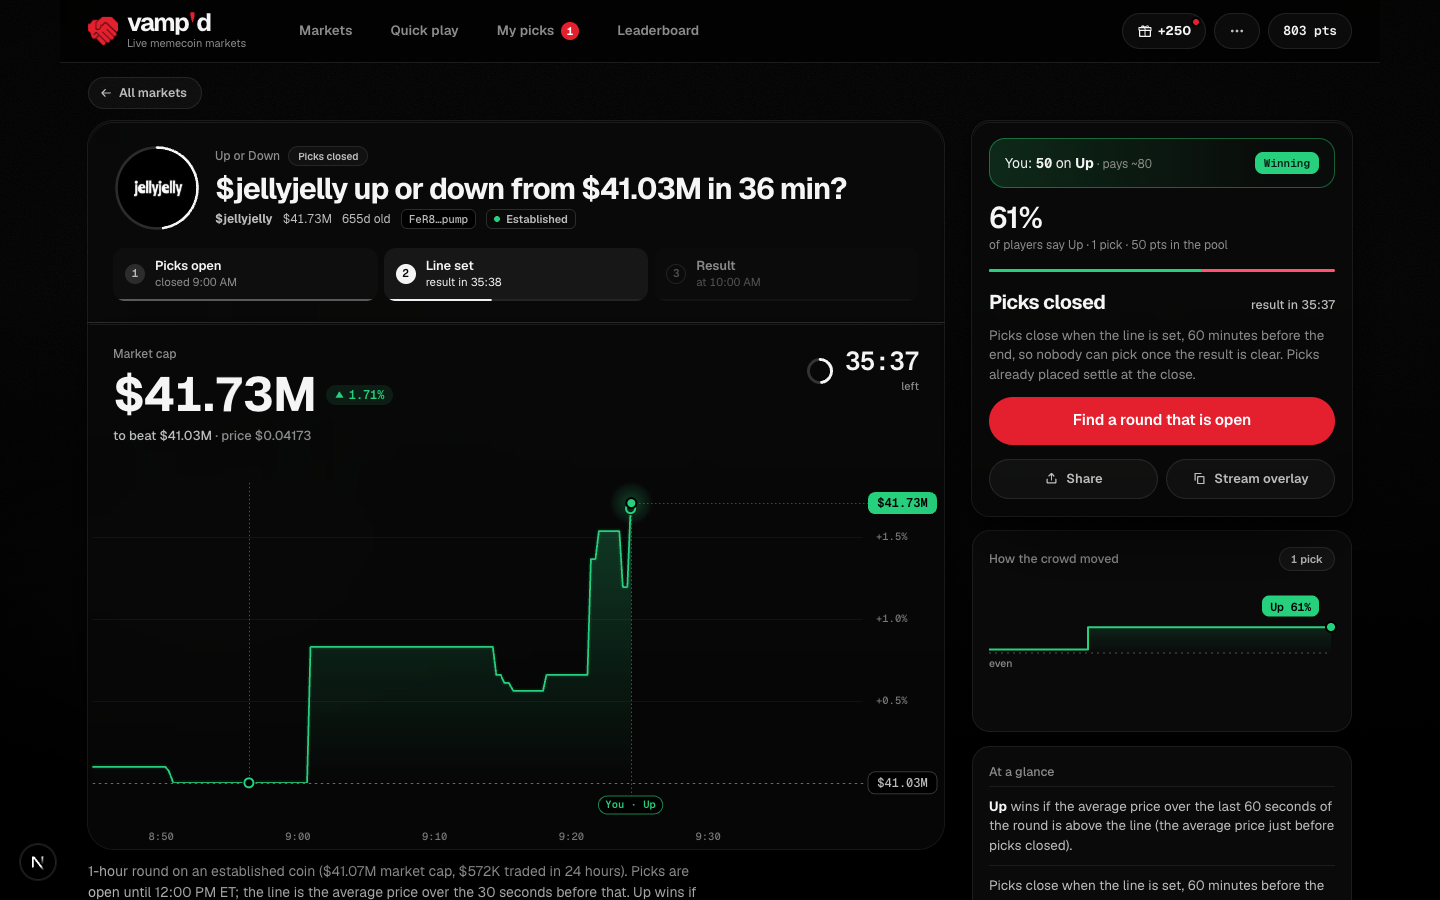 vamp'd
Live memecoin markets
Markets
Quick play
My picks 1
Leaderboard
+250
803 pts
← All markets
jellyjelly
Up or Down Picks closed
$jellyjelly up or down from $41.03M in 36 min?
$jellyjelly $41.73M 655d old FeR8…pump Established
1 Picks open
closed 9:00 AM
2 Line set
result in 35:38
3 Result
at 10:00 AM
Market cap
$41.73M ▲ 1.71%
to beat $41.03M · price $0.04173
35:37
left
$41.73M
+1.5%
+1.0%
+0.5%
$41.03M
You · Up
8:50 9:00 9:10 9:20 9:30
1-hour round on an established coin ($41.07M market cap, $572K traded in 24 hours). Picks are
open until 12:00 PM ET; the line is the average price over the 30 seconds before that. Up wins if
You: 50 on Up · pays ~80 Winning
61%
of players say Up · 1 pick · 50 pts in the pool
Picks closed result in 35:37
Picks close when the line is set, 60 minutes before the
end, so nobody can pick once the result is clear. Picks
already placed settle at the close.
Find a round that is open
Share
Stream overlay
How the crowd moved 1 pick
Up 61%
even
At a glance
Up wins if the average price over the last 60 seconds of
the round is above the line (the average price just before
picks closed).
Picks close when the line is set, 60 minutes before the
N